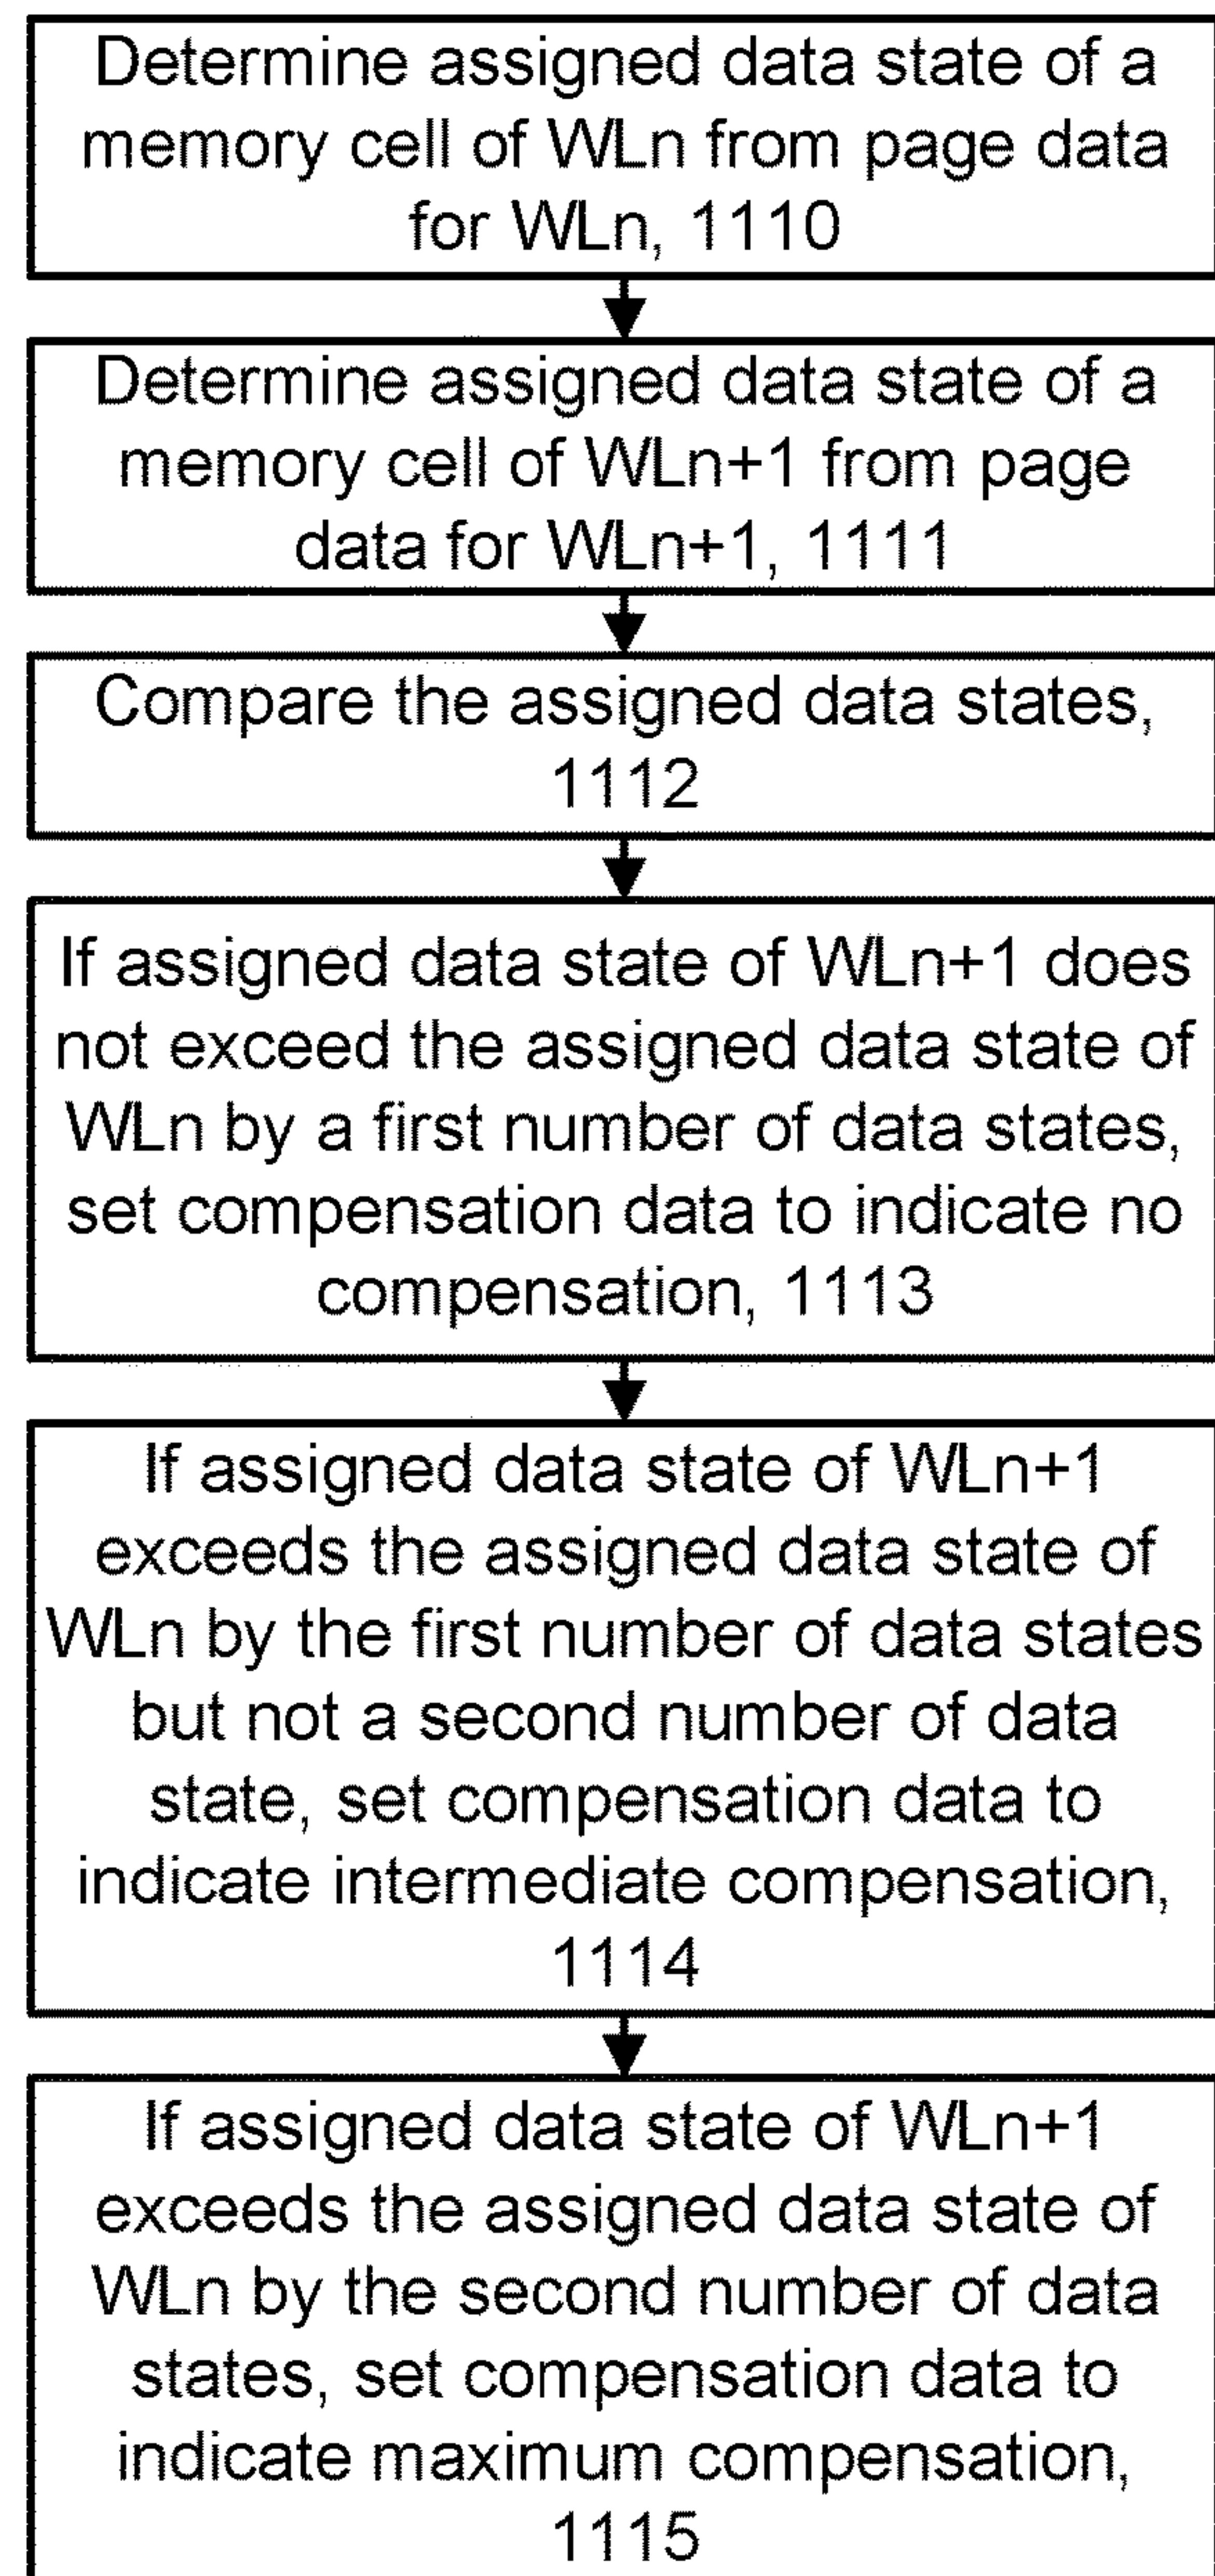 Determine assigned data state of a
memory cell of WLn from page data
for WLn, 1110
Determine assigned data state of a
memory cell of WLn+1 from page
data for WLn+1, 1111
Compare the assigned data states,
1112
If assigned data state of WLn+1 does
not exceed the assigned data state of
WLn by a first number of data states,
set compensation data to indicate no
compensation, 1113
If assigned data state of WLn+1
exceeds the assigned data state of
WLn by the first number of data states
but not a second number of data
state, set compensation data to
indicate intermediate compensation,
1114
If assigned data state of WLn+1
exceeds the assigned data state of
WLn by the second number of data
states, set compensation data to
indicate maximum compensation,
1115